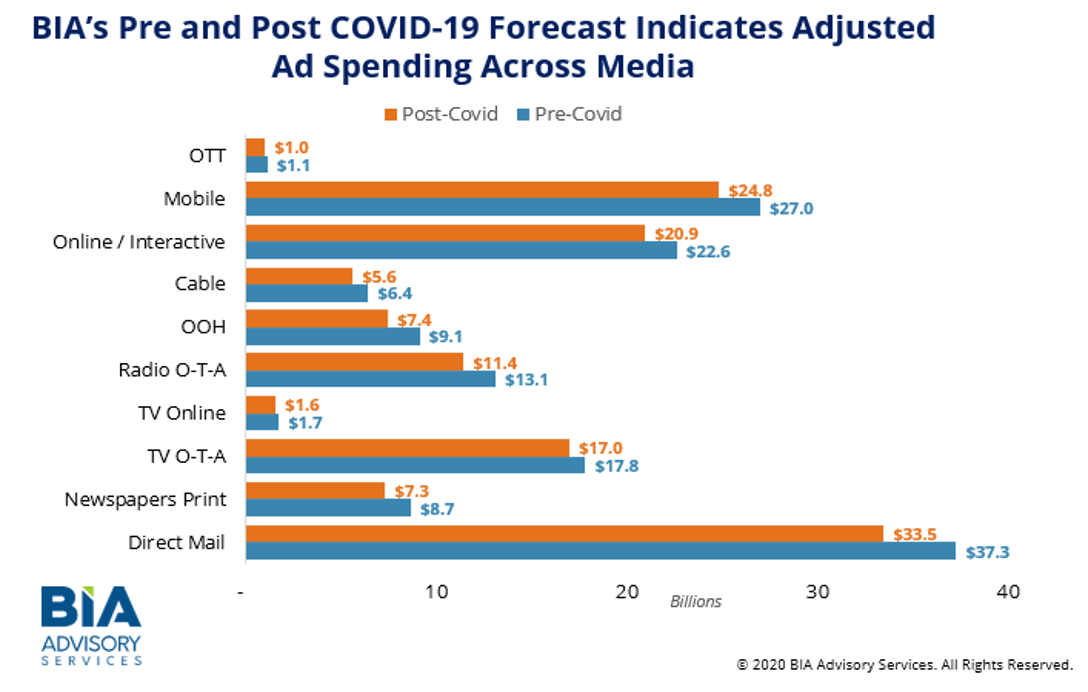 BIA’s Pre and Post COVID-19 Forecast Indicates Adjusted
Ad Spending Across Media
Post-Covid Pre-Covid
OTT
$1.0
$1.1
Mobile
$24.8
$27.0
Online / Interactive
$20.9
$22.6
Cable
$5.6
$6.4
OOH
$7.4
$9.1
Radio O-T-A
$11.4
$13.1
TV Online
$1.6
$1.7
TV O-T-A
$17.0
$17.8
Newspapers Print
$7.3
$8.7
Direct Mail
$33.5
$37.3
- 10 20 30 40
Billions
BIA
ADVISORY
SERVICES
© 2020 BIA Advisory Services. All Rights Reserved.